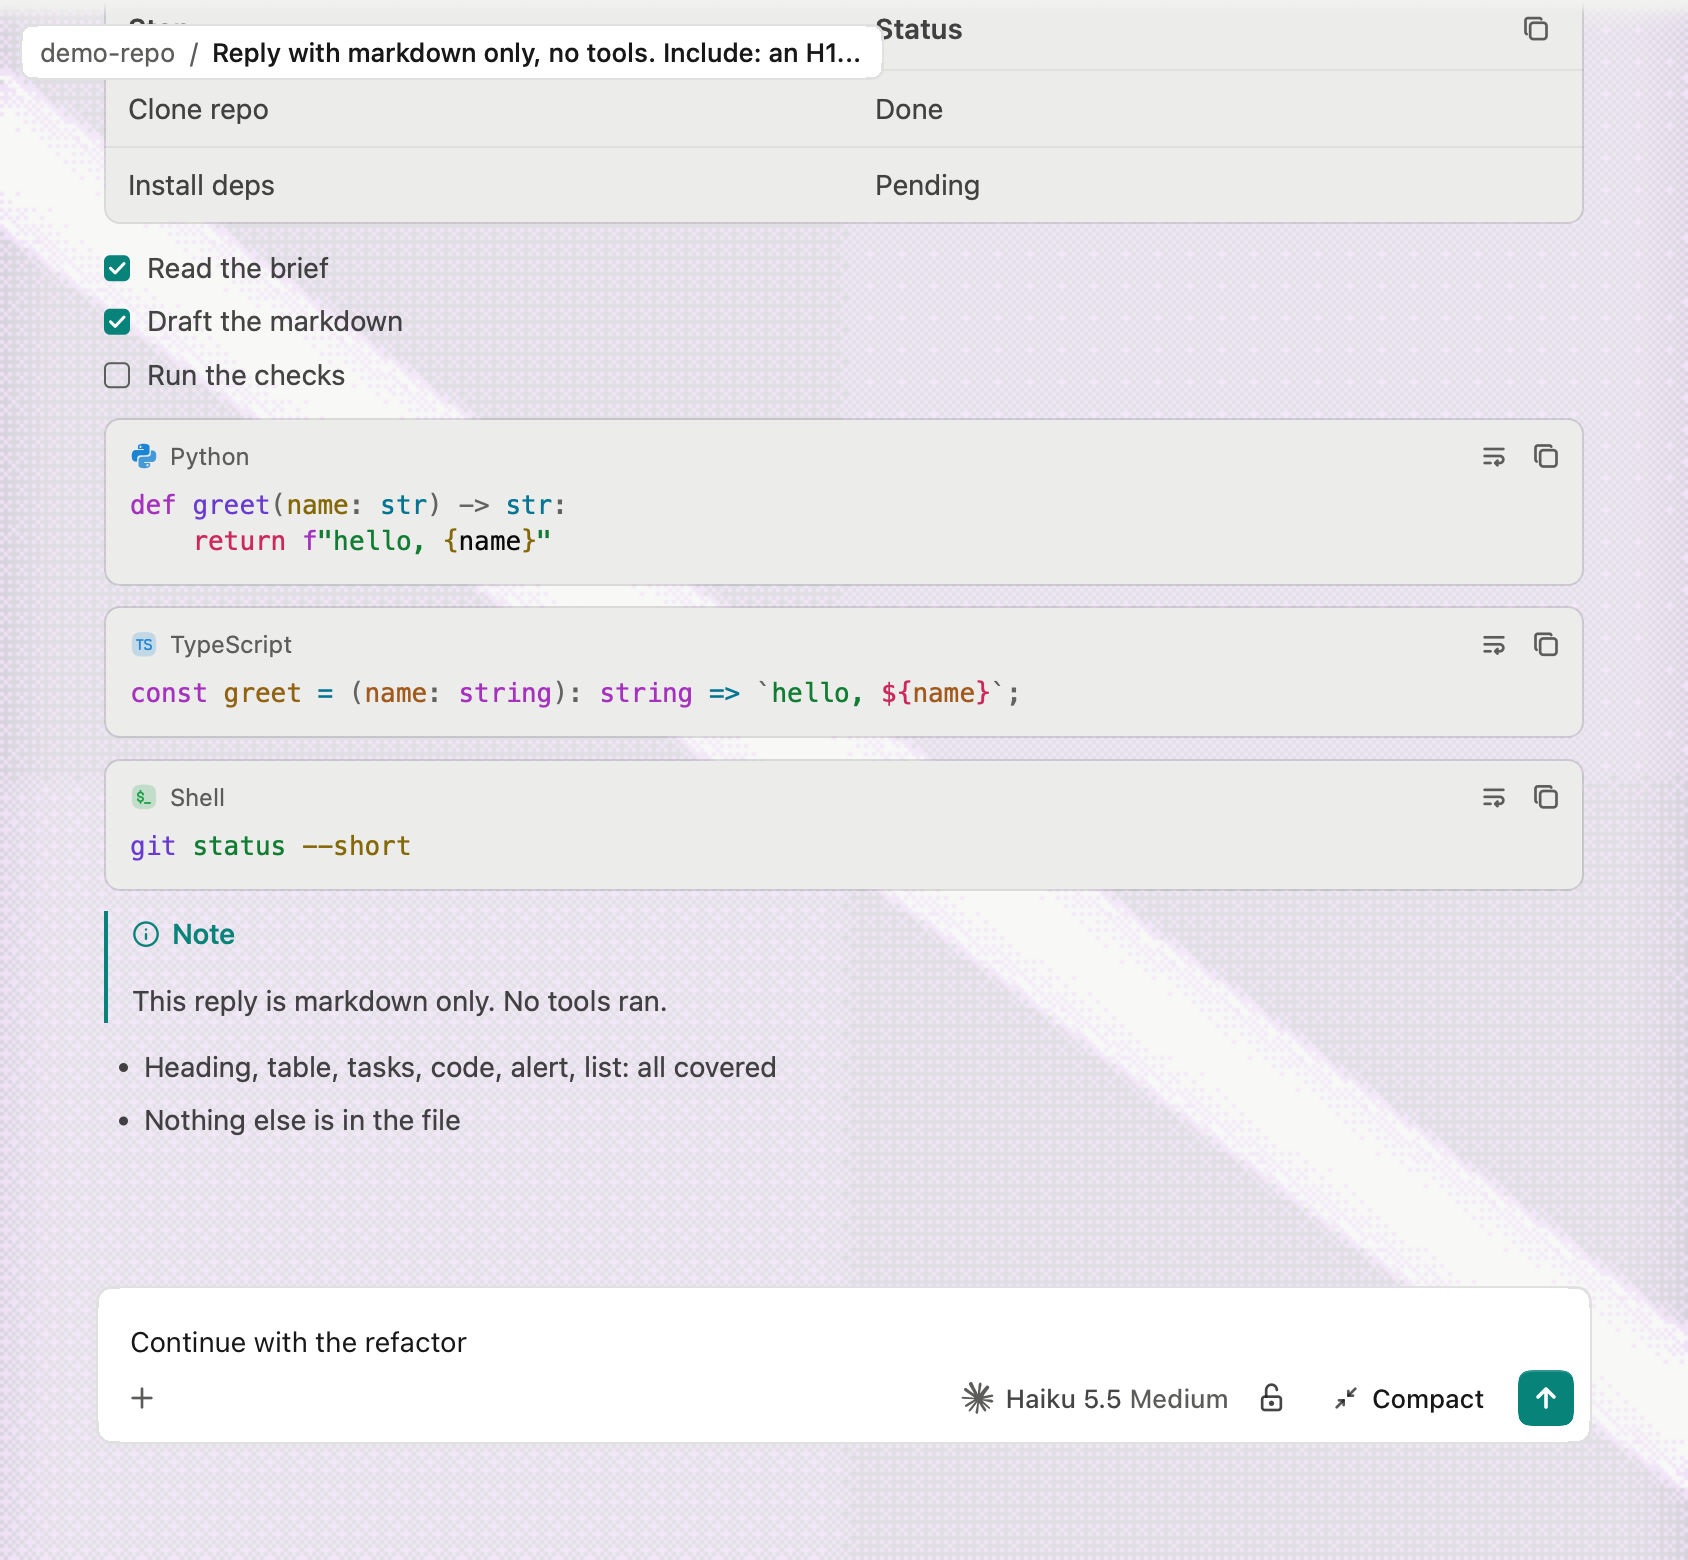 demo-repo / Reply with markdown only, no tools. Include: an H1...
Status
Clone repo
Done
Install deps
Pending
Read the brief
Draft the markdown
Run the checks
Python
def greet(name: str) -> str:
    return f"hello, {name}"
TS TypeScript
const greet = (name: string): string => `hello, ${name}`;
$_ Shell
git status --short
Note
This reply is markdown only. No tools ran.
• Heading, table, tasks, code, alert, list: all covered
• Nothing else is in the file
Continue with the refactor
Haiku 5.5 Medium
Compact